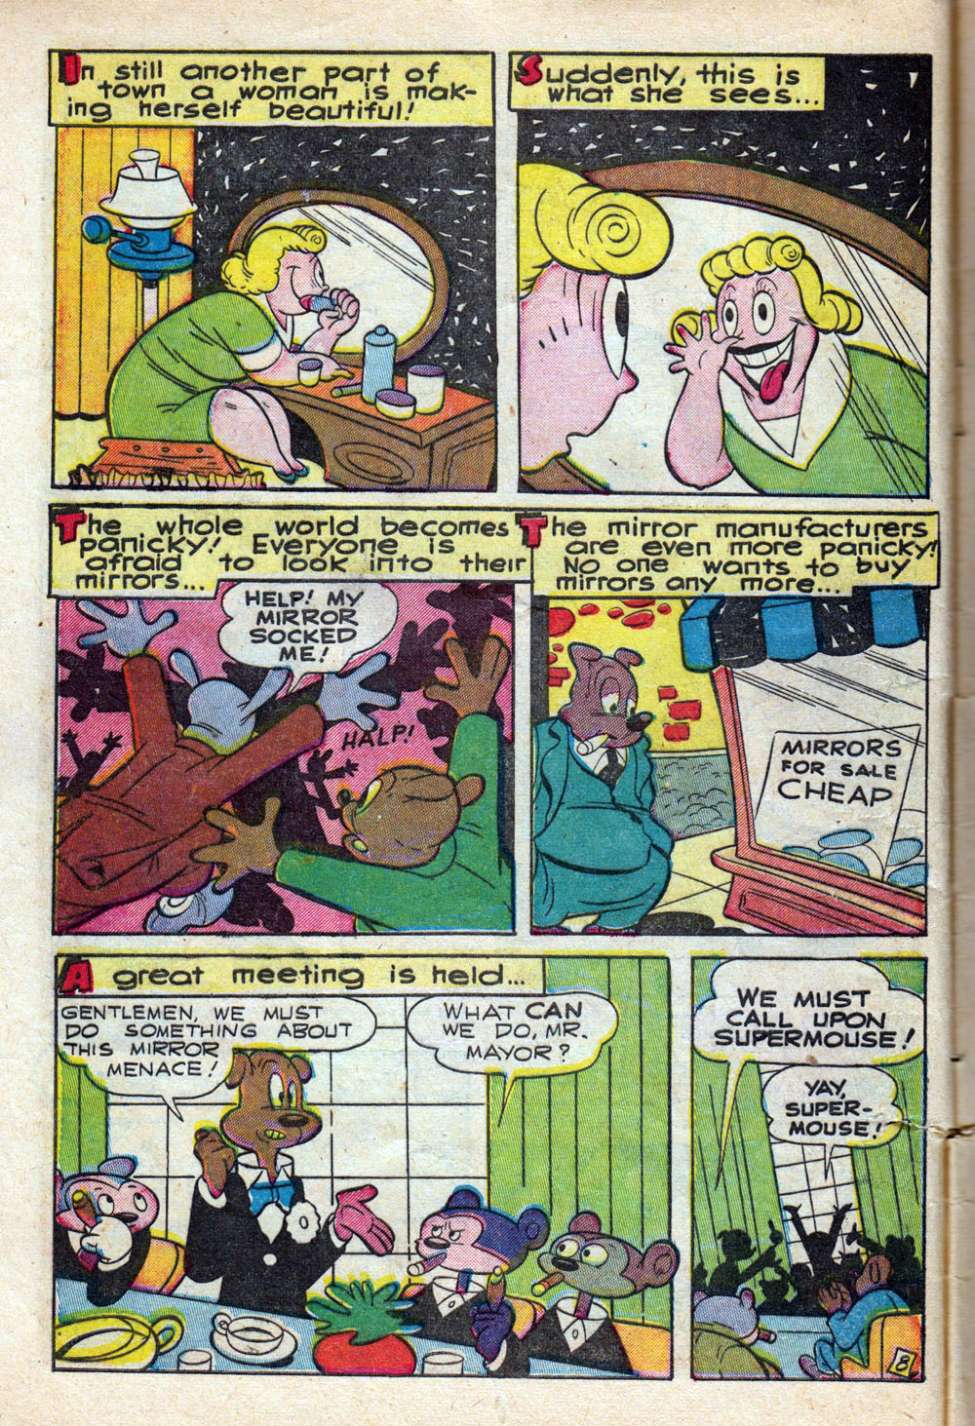 In still another part of
town a woman is mak-
ing herself beautiful!
Suddenly, this is
what she sees...
The whole world becomes
panicky! Everyone is
afraid to look into their
mirrors...
HELP! MY
MIRROR
SOCKED
ME!
HALP!
The mirror manufacturers
are even more panicky!
No one wants to buy
mirrors any more...
MIRRORS
FOR SALE
CHEAP
A great meeting is held...
GENTLEMEN, WE MUST
DO SOMETHING ABOUT
THIS MIRROR
MENACE!
WHAT CAN
WE DO, MR.
MAYOR?
WE MUST
CALL UPON
SUPERMOUSE!
YAY,
SUPER-
MOUSE!
8